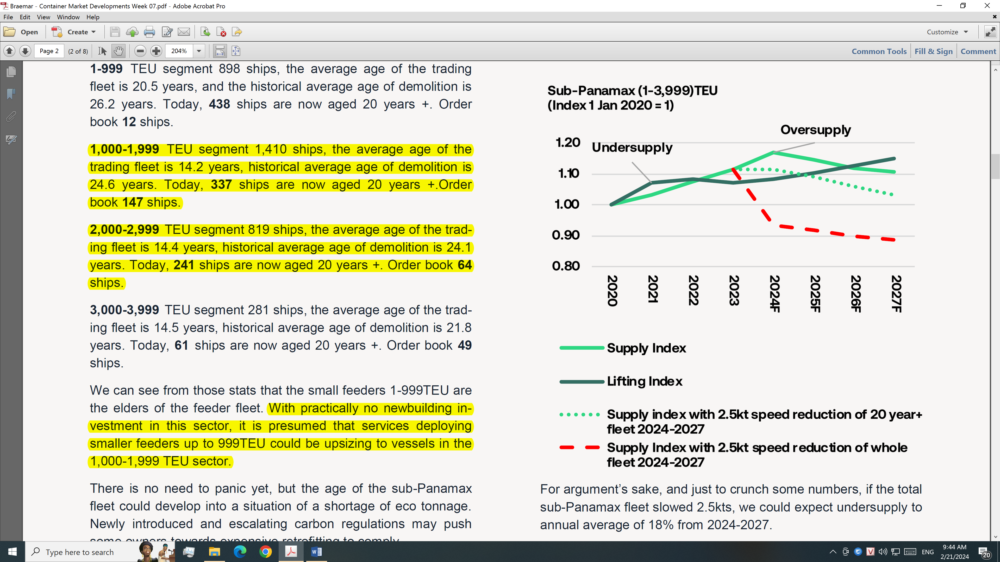 Braemar - Container Market Developments Week 07.pdf - Adobe Acrobat Pro
File Edit View Window Help
Open Create Customize
Page 2 (2 of 8) 204% Common Tools Fill & Sign Comment
1-999 TEU segment 898 ships, the average age of the trading
fleet is 20.5 years, and the historical average age of demolition is
26.2 years. Today, 438 ships are now aged 20 years +. Order
book 12 ships.
1,000-1,999 TEU segment 1,410 ships, the average age of the
trading fleet is 14.2 years, historical average age of demolition is
24.6 years. Today, 337 ships are now aged 20 years +.Order
book 147 ships.
2,000-2,999 TEU segment 819 ships, the average age of the trad-
ing fleet is 14.4 years, historical average age of demolition is 24.1
years. Today, 241 ships are now aged 20 years +. Order book 64
ships.
3,000-3,999 TEU segment 281 ships, the average age of the trad-
ing fleet is 14.5 years, historical average age of demolition is 21.8
years. Today, 61 ships are now aged 20 years +. Order book 49
ships.
We can see from those stats that the small feeders 1-999TEU are
the elders of the feeder fleet. With practically no newbuilding in-
vestment in this sector, it is presumed that services deploying
smaller feeders up to 999TEU could be upsizing to vessels in the
1,000-1,999 TEU sector.
There is no need to panic yet, but the age of the sub-Panamax
fleet could develop into a situation of a shortage of eco tonnage.
Newly introduced and escalating carbon regulations may push
some owners towards expensive retrofitting to comply
Sub-Panamax (1-3,999)TEU
(Index 1 Jan 2020 = 1)
Oversupply
Undersupply
1.20
1.10
1.00
0.90
0.80
2020 2021 2022 2023 2024F 2025F 2026F 2027F
Supply Index
Lifting Index
Supply index with 2.5kt speed reduction of 20 year+
fleet 2024-2027
Supply Index with 2.5kt speed reduction of whole
fleet 2024-2027
For argument's sake, and just to crunch some numbers, if the total
sub-Panamax fleet slowed 2.5kts, we could expect undersupply to
annual average of 18% from 2024-2027.
Type here to search
ENG
9:44 AM
2/21/2024
20